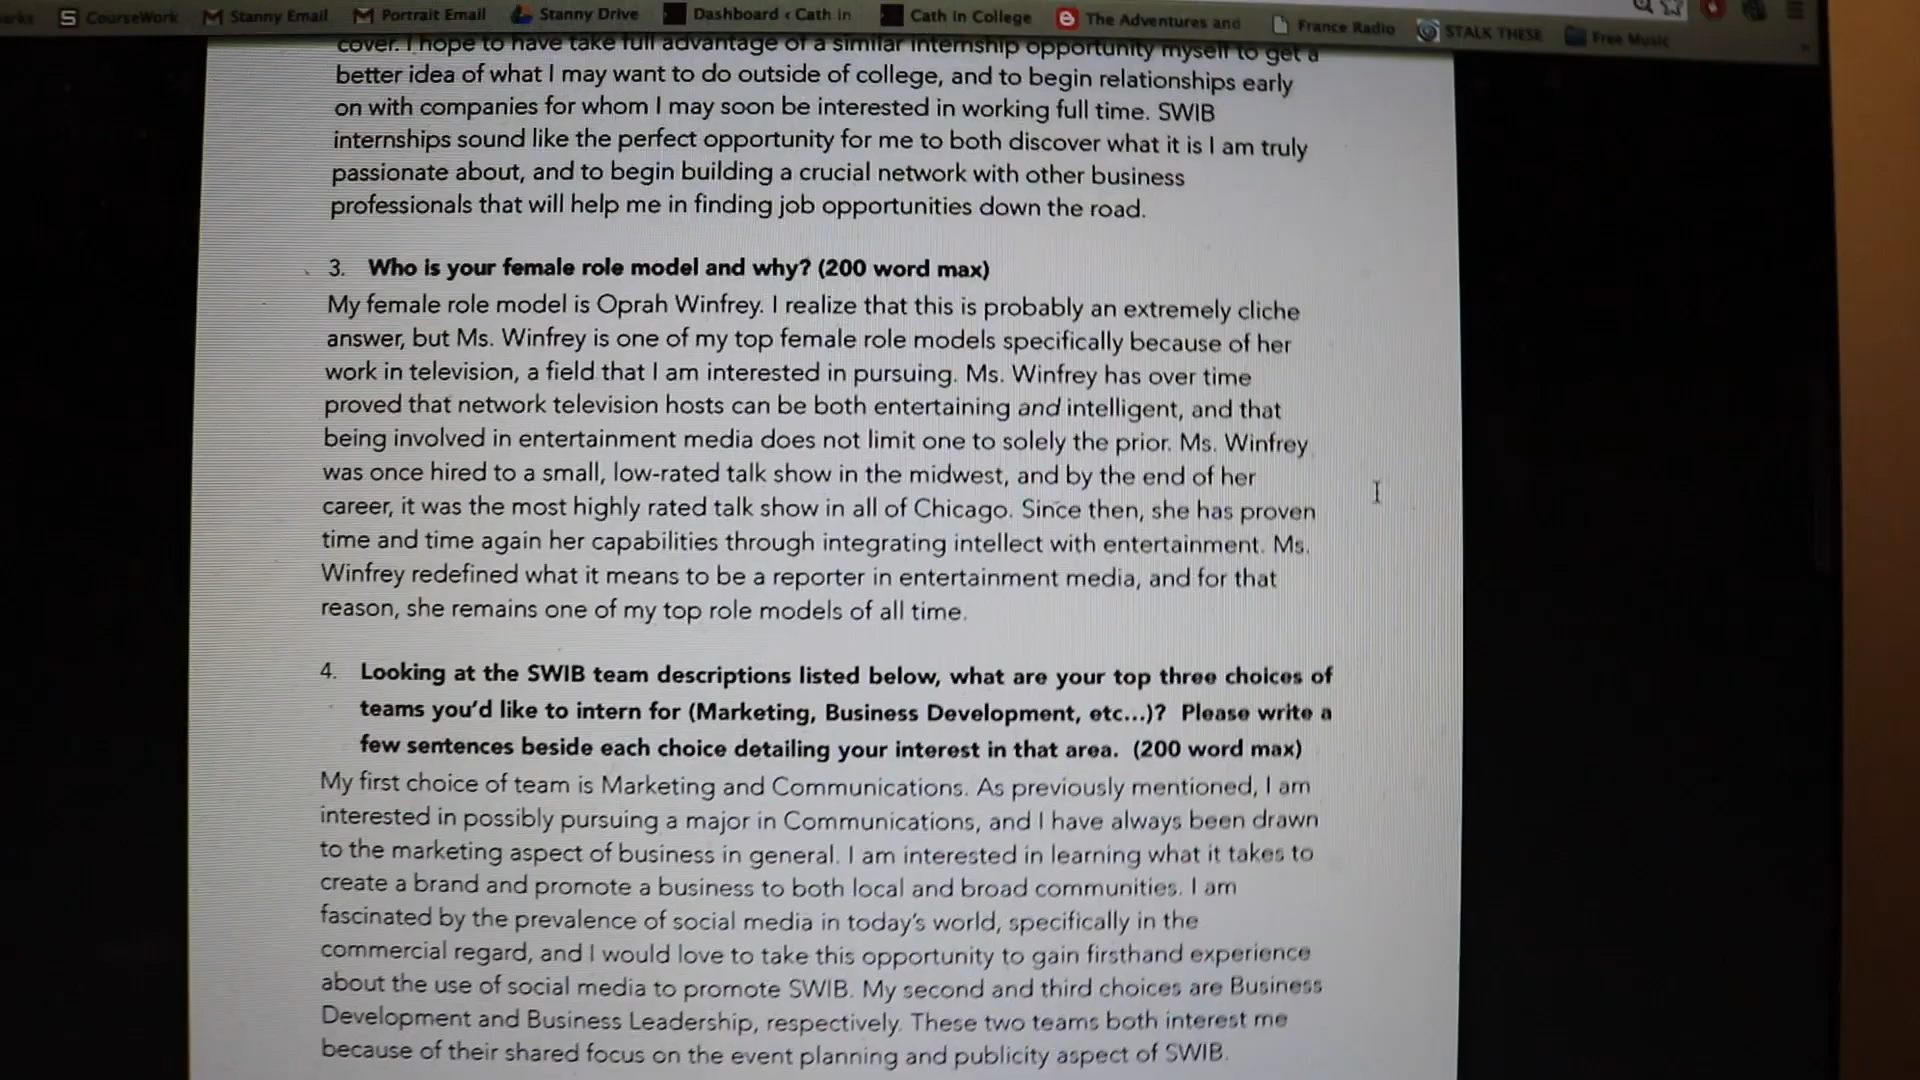 CourseWork Stanny Email Portrait Email Stanny Drive Dashboard ‹ Cath in Cath in College The Adventures and France Radio STALK THESE Free Music
cover. I hope to have take full advantage of a similar internship opportunity myself to get a
better idea of what I may want to do outside of college, and to begin relationships early
on with companies for whom I may soon be interested in working full time. SWIB
internships sound like the perfect opportunity for me to both discover what it is I am truly
passionate about, and to begin building a crucial network with other business
professionals that will help me in finding job opportunities down the road.
3. Who is your female role model and why? (200 word max)
My female role model is Oprah Winfrey. I realize that this is probably an extremely cliche
answer, but Ms. Winfrey is one of my top female role models specifically because of her
work in television, a field that I am interested in pursuing. Ms. Winfrey has over time
proved that network television hosts can be both entertaining and intelligent, and that
being involved in entertainment media does not limit one to solely the prior. Ms. Winfrey
was once hired to a small, low-rated talk show in the midwest, and by the end of her
career, it was the most highly rated talk show in all of Chicago. Since then, she has proven
time and time again her capabilities through integrating intellect with entertainment. Ms.
Winfrey redefined what it means to be a reporter in entertainment media, and for that
reason, she remains one of my top role models of all time.
4. Looking at the SWIB team descriptions listed below, what are your top three choices of
teams you'd like to intern for (Marketing, Business Development, etc...)? Please write a
few sentences beside each choice detailing your interest in that area. (200 word max)
My first choice of team is Marketing and Communications. As previously mentioned, I am
interested in possibly pursuing a major in Communications, and I have always been drawn
to the marketing aspect of business in general. I am interested in learning what it takes to
create a brand and promote a business to both local and broad communities. I am
fascinated by the prevalence of social media in today's world, specifically in the
commercial regard, and I would love to take this opportunity to gain firsthand experience
about the use of social media to promote SWIB. My second and third choices are Business
Development and Business Leadership, respectively. These two teams both interest me
because of their shared focus on the event planning and publicity aspect of SWIB.